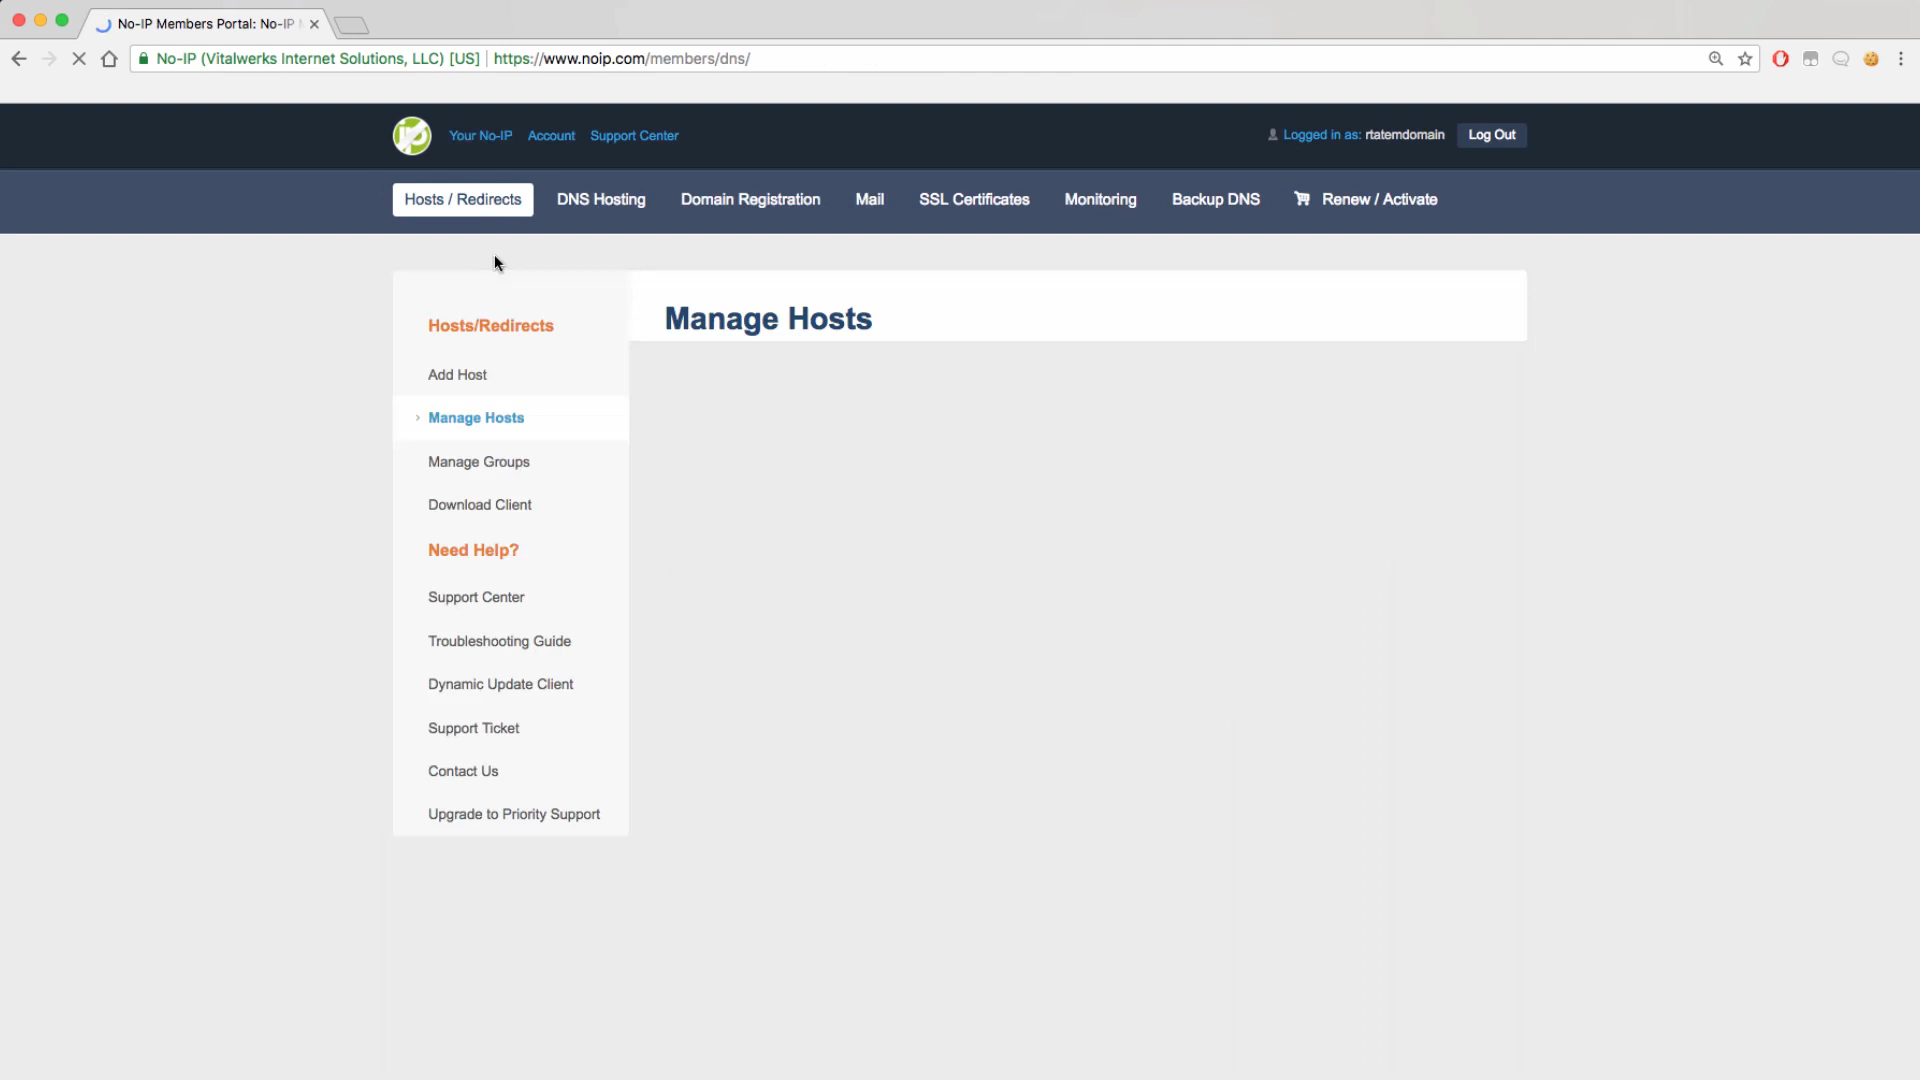 No-IP Members Portal: No-IP
No-IP (Vitalwerks Internet Solutions, LLC) [US] https://www.noip.com/members/dns/
Your No-IP Account Support Center Logged in as: rtatemdomain Log Out
Hosts / Redirects DNS Hosting Domain Registration Mail SSL Certificates Monitoring Backup DNS Renew / Activate
Manage Hosts
Hosts/Redirects
Add Host
Manage Hosts
Manage Groups
Download Client
Need Help?
Support Center
Troubleshooting Guide
Dynamic Update Client
Support Ticket
Contact Us
Upgrade to Priority Support